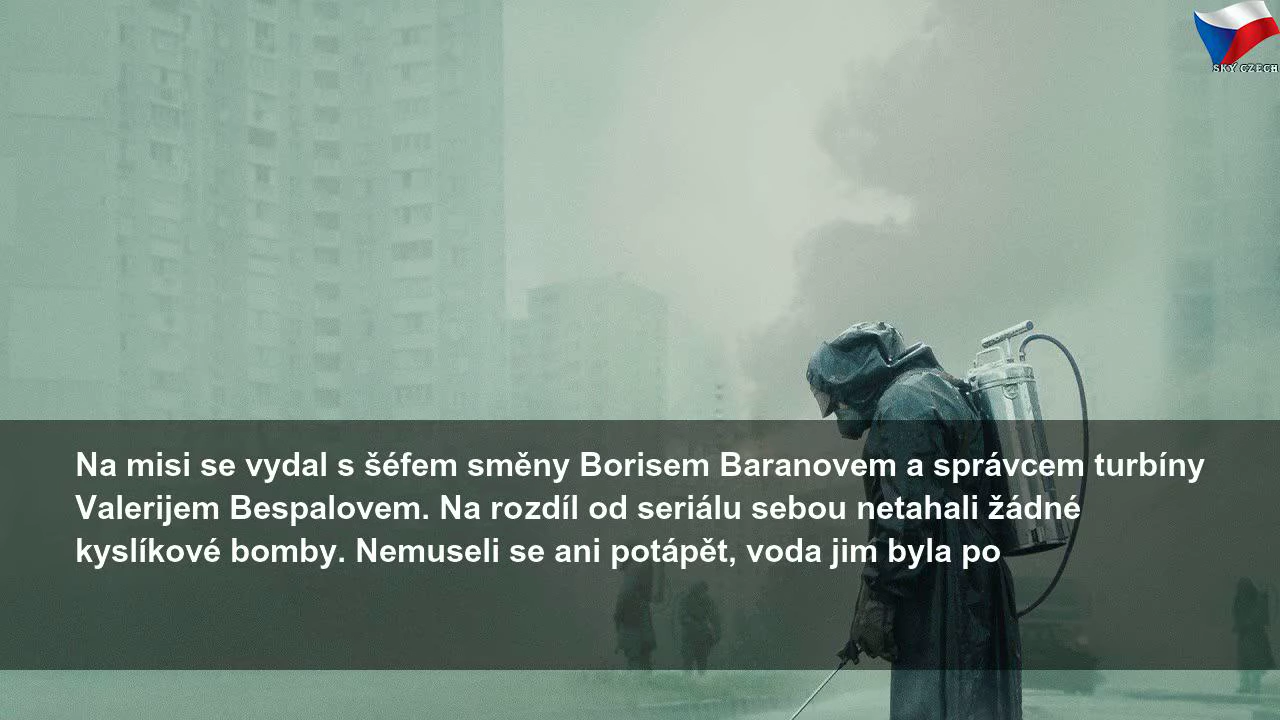 SKY CZECH
Na misi se vydal s šéfem směny Borisem Baranovem a správcem turbíny
Valerijem Bespalovem. Na rozdíl od seriálu sebou netahali žádné
kyslíkové bomby. Nemuseli se ani potápět, voda jim byla po